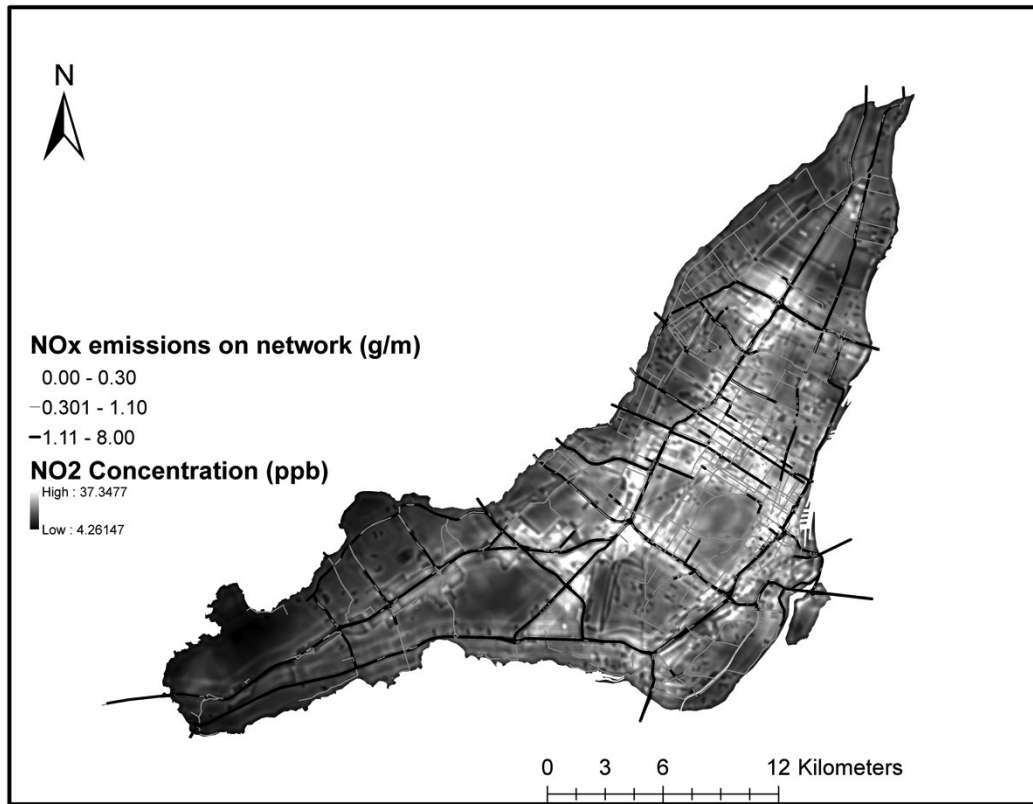 N
NOx emissions on network (g/m)
0.00 - 0.30
0.301 - 1.10
1.11 - 8.00
NO2 Concentration (ppb)
High : 37.3477
Low : 4.26147
0 3 6 12 Kilometers